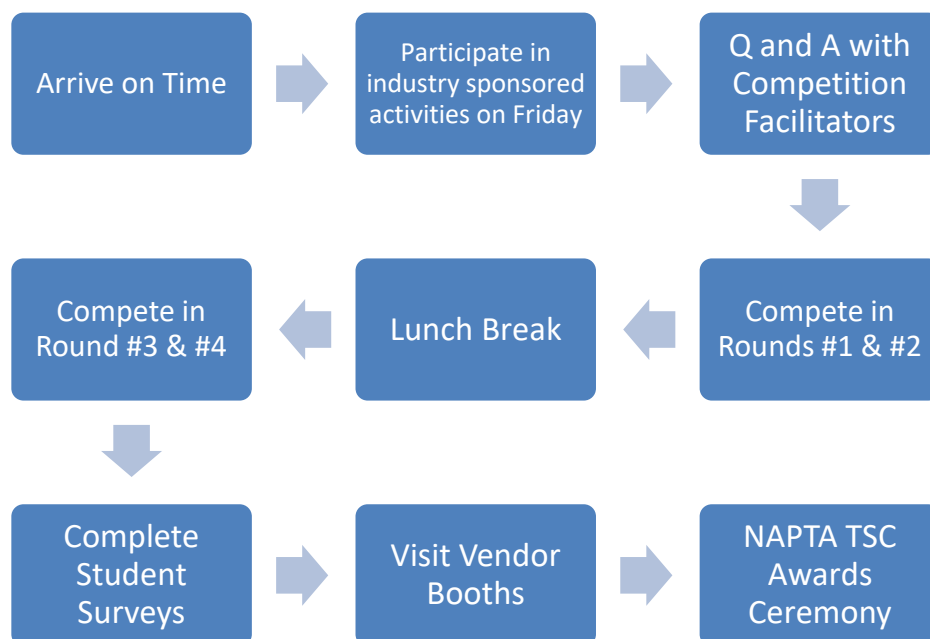 Arrive on Time
Participate in
industry sponsored
activities on Friday
Q and A with
Competition
Facilitators
Compete in
Rounds #1 & #2
Lunch Break
Compete in
Round #3 & #4
Complete
Student
Surveys
Visit Vendor
Booths
NAPTA TSC
Awards
Ceremony